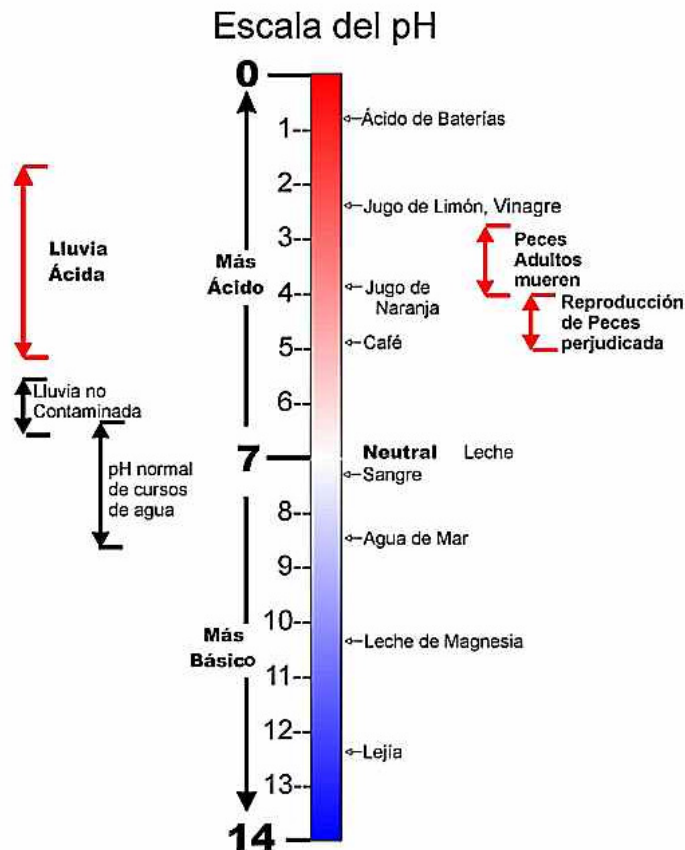 Escala del pH
0
1--
2--
3--
4--
5--
6--
7
8--
9--
10--
11--
12--
13--
14
Más
Ácido
Más
Básico
Lluvia
Ácida
Lluvia no
Contaminada
pH normal
de cursos
de agua
Ácido de Baterías
Jugo de Limón, Vinagre
Jugo de
Naranja
Café
Neutral Leche
Sangre
Agua de Mar
Leche de Magnesia
Lejía
Peces
Adultos
mueren
Reproducción
de Peces
perjudicada